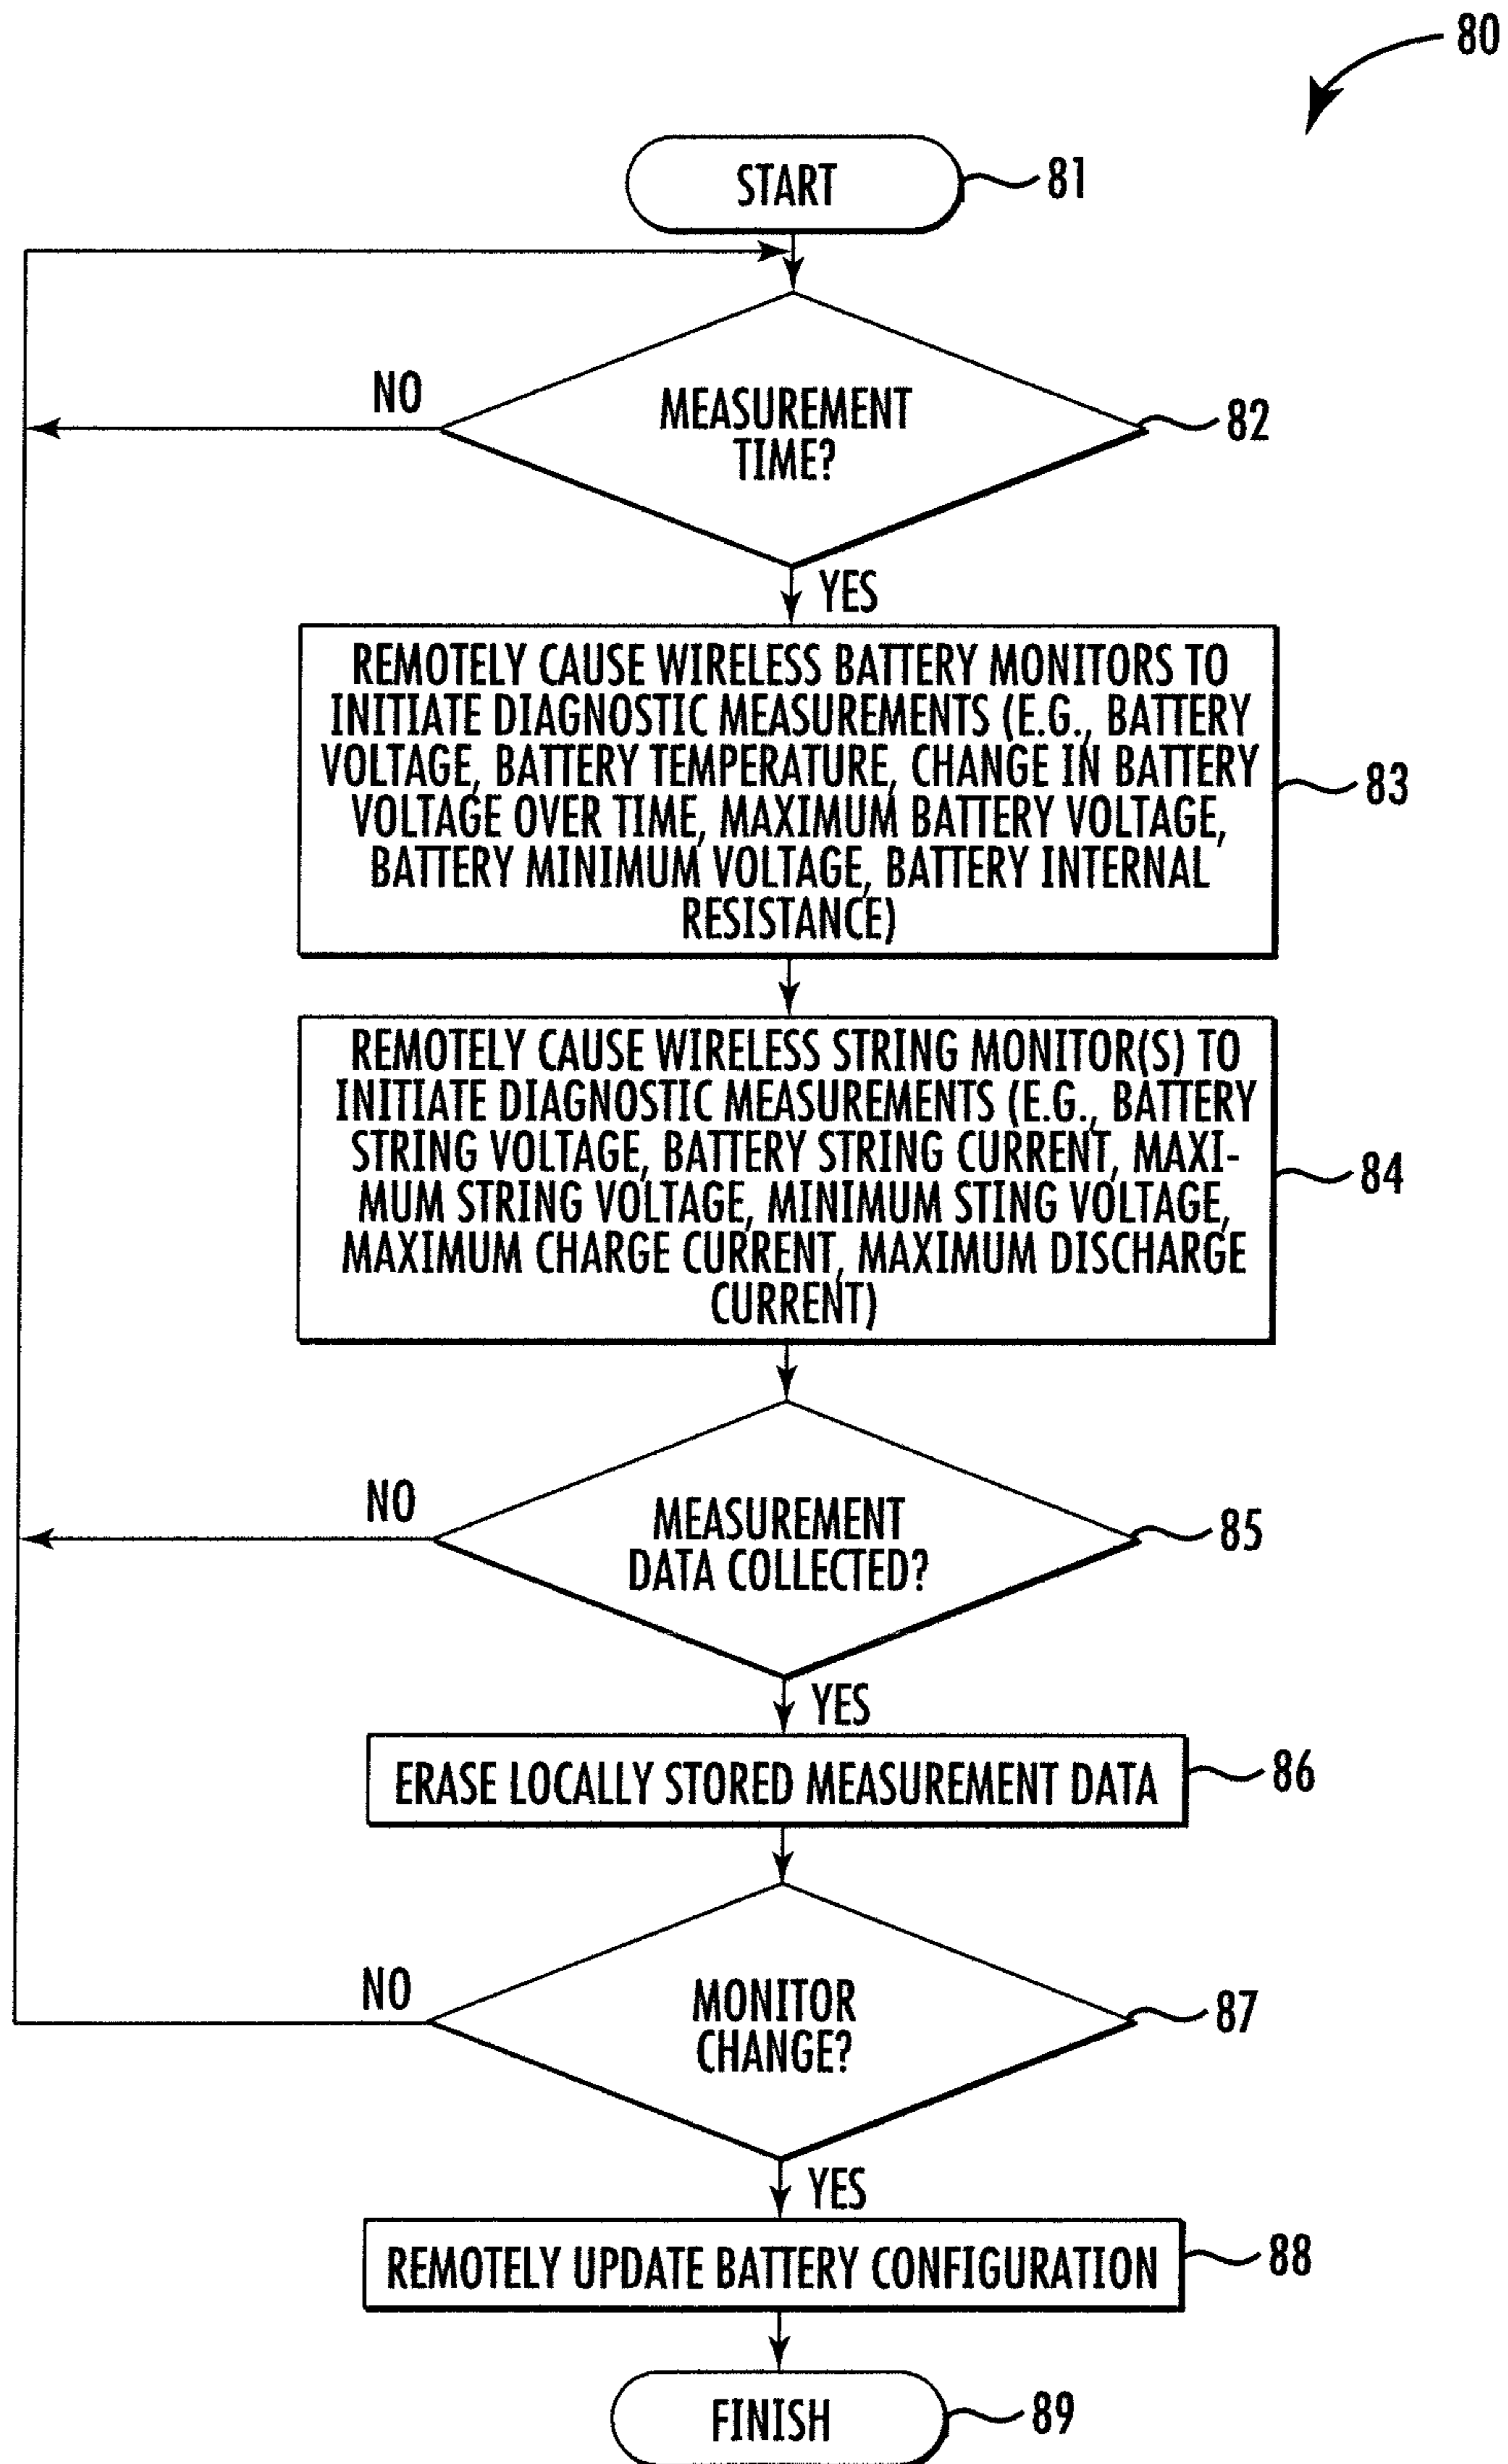 80
START
81
NO
MEASUREMENT
TIME?
82
YES
REMOTELY CAUSE WIRELESS BATTERY MONITORS TO
INITIATE DIAGNOSTIC MEASUREMENTS (E.G., BATTERY
VOLTAGE, BATTERY TEMPERATURE, CHANGE IN BATTERY
VOLTAGE OVER TIME, MAXIMUM BATTERY VOLTAGE,
BATTERY MINIMUM VOLTAGE, BATTERY INTERNAL
RESISTANCE)
83
REMOTELY CAUSE WIRELESS STRING MONITOR(S) TO
INITIATE DIAGNOSTIC MEASUREMENTS (E.G., BATTERY
STRING VOLTAGE, BATTERY STRING CURRENT, MAXI-
MUM STRING VOLTAGE, MINIMUM STING VOLTAGE,
MAXIMUM CHARGE CURRENT, MAXIMUM DISCHARGE
CURRENT)
84
NO
MEASUREMENT
DATA COLLECTED?
85
YES
ERASE LOCALLY STORED MEASUREMENT DATA
86
NO
MONITOR
CHANGE?
87
YES
REMOTELY UPDATE BATTERY CONFIGURATION
88
FINISH
89